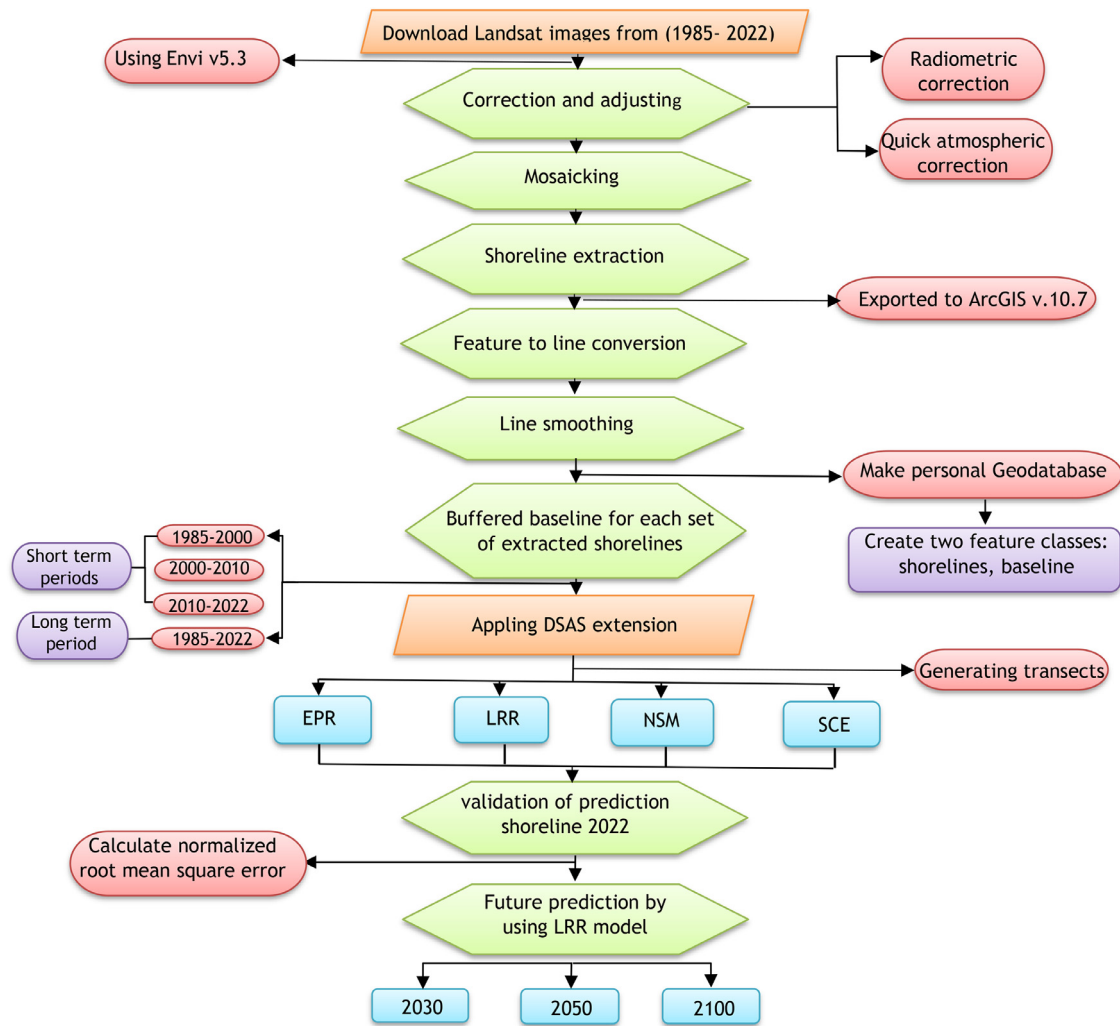 Download Landsat images from (1985- 2022)
Using Envi v5.3
Correction and adjusting
Radiometric
correction
Quick atmospheric
correction
Mosaicking
Shoreline extraction
Exported to ArcGIS v.10.7
Feature to line conversion
Line smoothing
Make personal Geodatabase
Buffered baseline for each set
of extracted shorelines
Create two feature classes:
shorelines, baseline
Short term
periods
1985-2000
2000-2010
2010-2022
Long term
period
1985-2022
Appling DSAS extension
Generating transects
EPR
LRR
NSM
SCE
validation of prediction
shoreline 2022
Calculate normalized
root mean square error
Future prediction by
using LRR model
2030
2050
2100